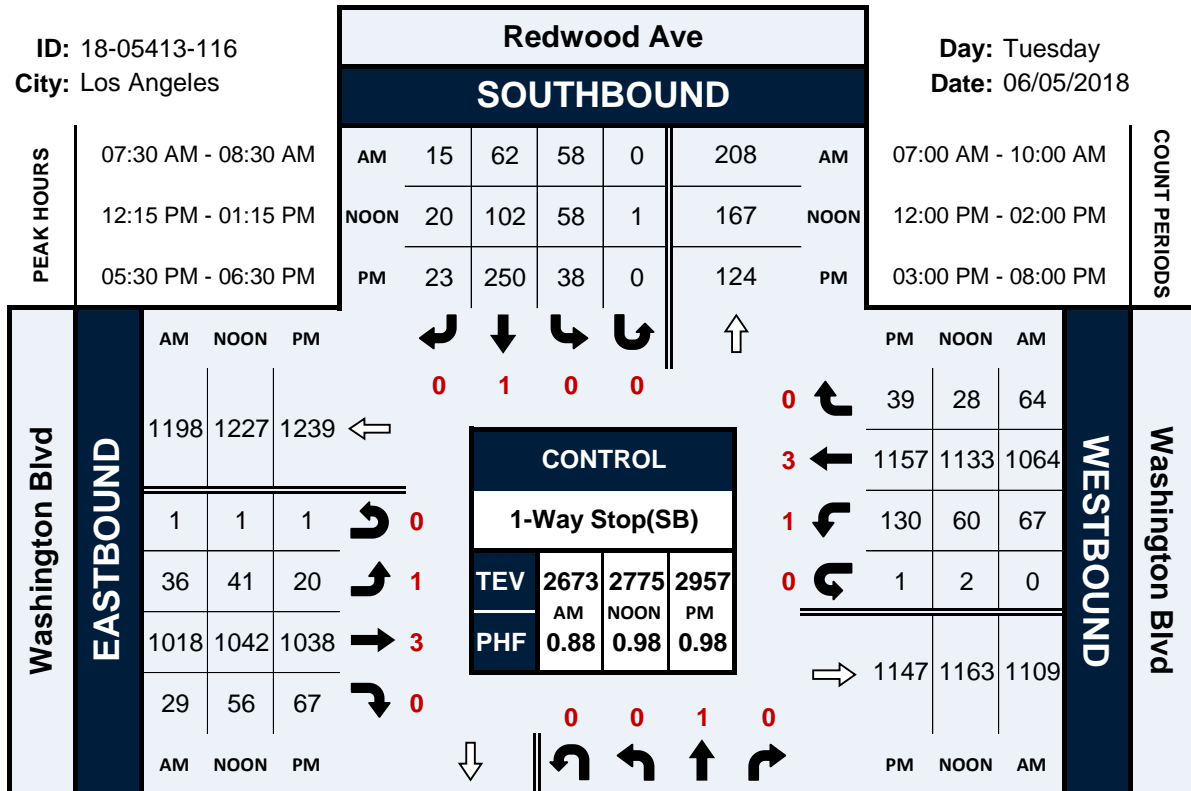 ID: 18-05413-116
City: Los Angeles
Redwood Ave
SOUTHBOUND
Day: Tuesday
Date: 06/05/2018
PEAK HOURS
07:30 AM - 08:30 AM
12:15 PM - 01:15 PM
05:30 PM - 06:30 PM
AM 15 62 58 0 208 AM
NOON 20 102 58 1 167 NOON
PM 23 250 38 0 124 PM
07:00 AM - 10:00 AM
12:00 PM - 02:00 PM
03:00 PM - 08:00 PM
COUNT PERIODS
0 1 0 0
Washington Blvd
EASTBOUND
AM NOON PM
1198 1227 1239
1 1 1 0
36 41 20 1
1018 1042 1038 3
29 56 67 0
AM NOON PM
CONTROL
1-Way Stop(SB)
TEV 2673 2775 2957
AM NOON PM
PHF 0.88 0.98 0.98
PM NOON AM
0 39 28 64
3 1157 1133 1064
1 130 60 67
0 1 2 0
1147 1163 1109
PM NOON AM
WESTBOUND
Washington Blvd
0 0 1 0